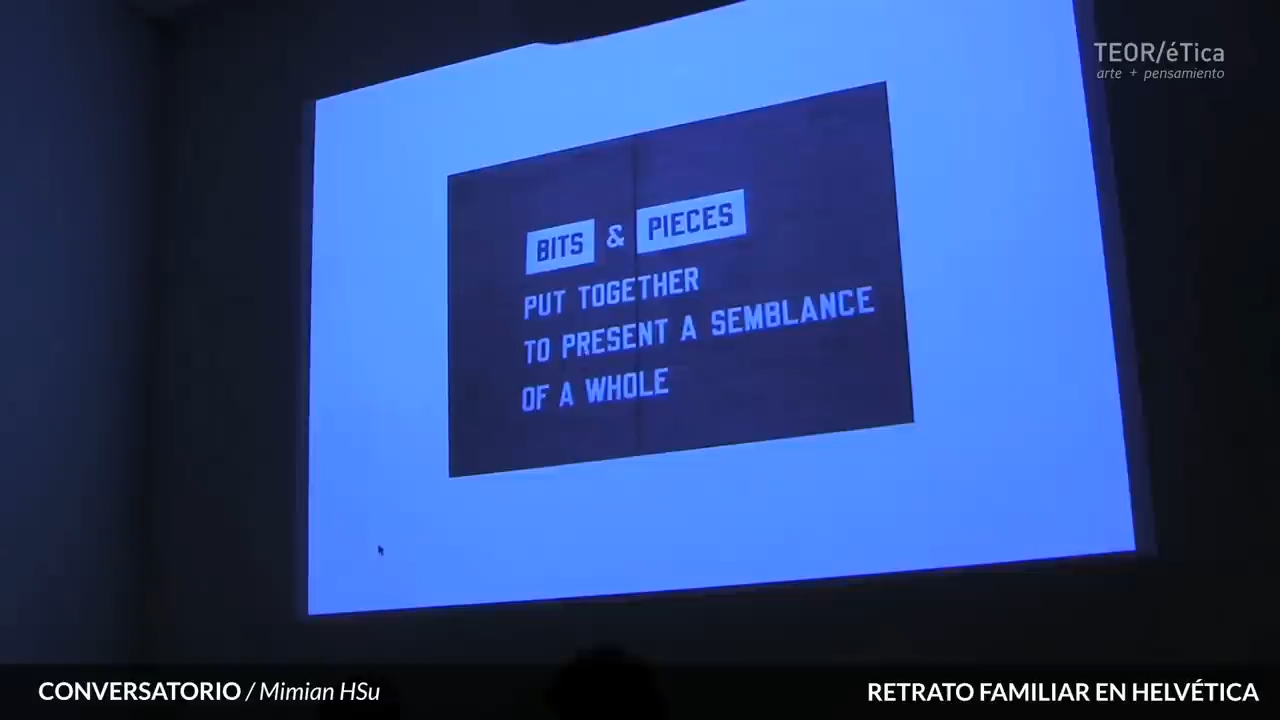 TEOR/éTica
arte + pensamiento
BITS & PIECES
PUT TOGETHER
TO PRESENT A SEMBLANCE
OF A WHOLE
CONVERSATORIO / Mimian HSu
RETRATO FAMILIAR EN HELVÉTICA